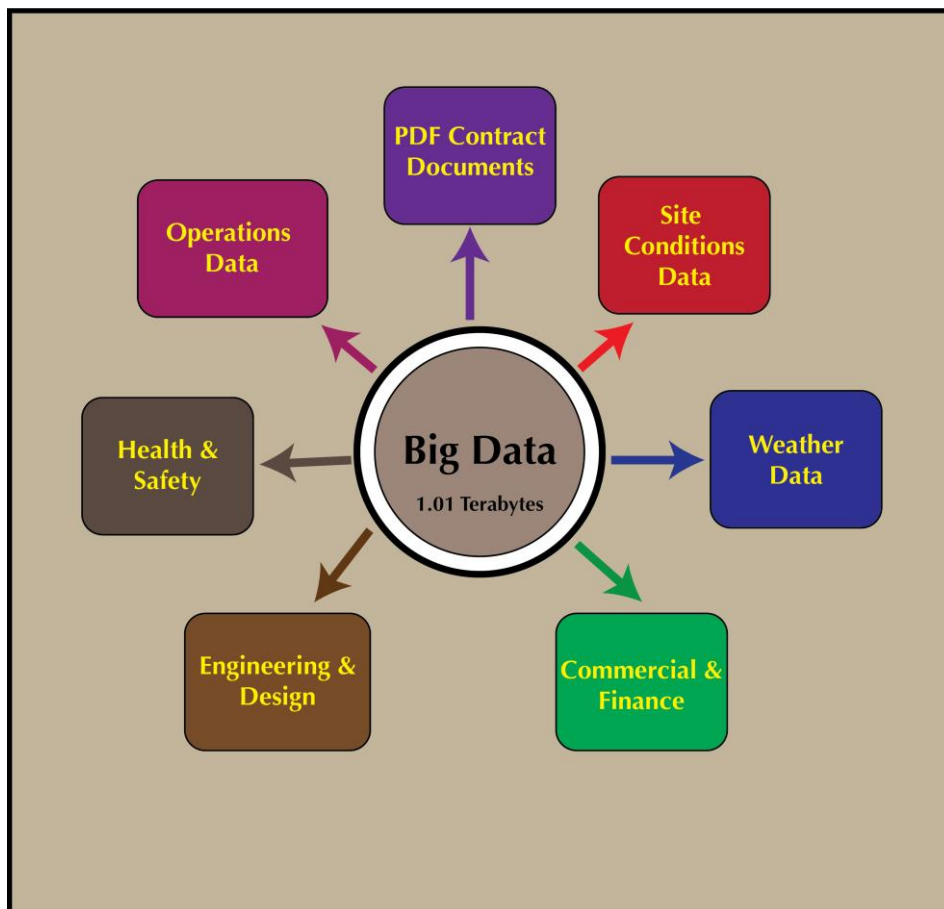 PDF Contract
Documents
Operations
Data
Site
Conditions
Data
Health &
Safety
Big Data
1.01 Terabytes
Weather
Data
Engineering &
Design
Commercial &
Finance